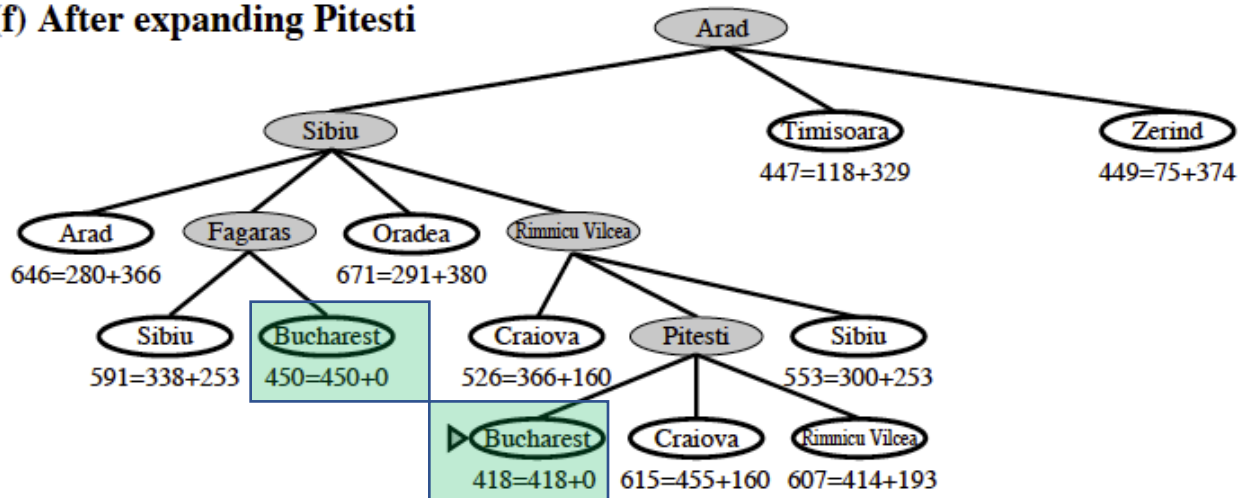 (f) After expanding Pitesti
Arad
Sibiu
Timisoara
Zerind
447=118+329
449=75+374
Arad
Fagaras
Oradea
Rimnicu Vilcea
646=280+366
671=291+380
Sibiu
Bucharest
Craiova
Pitesti
Sibiu
591=338+253
450=450+0
526=366+160
553=300+253
Bucharest
Craiova
Rimnicu Vilcea
418=418+0
615=455+160
607=414+193